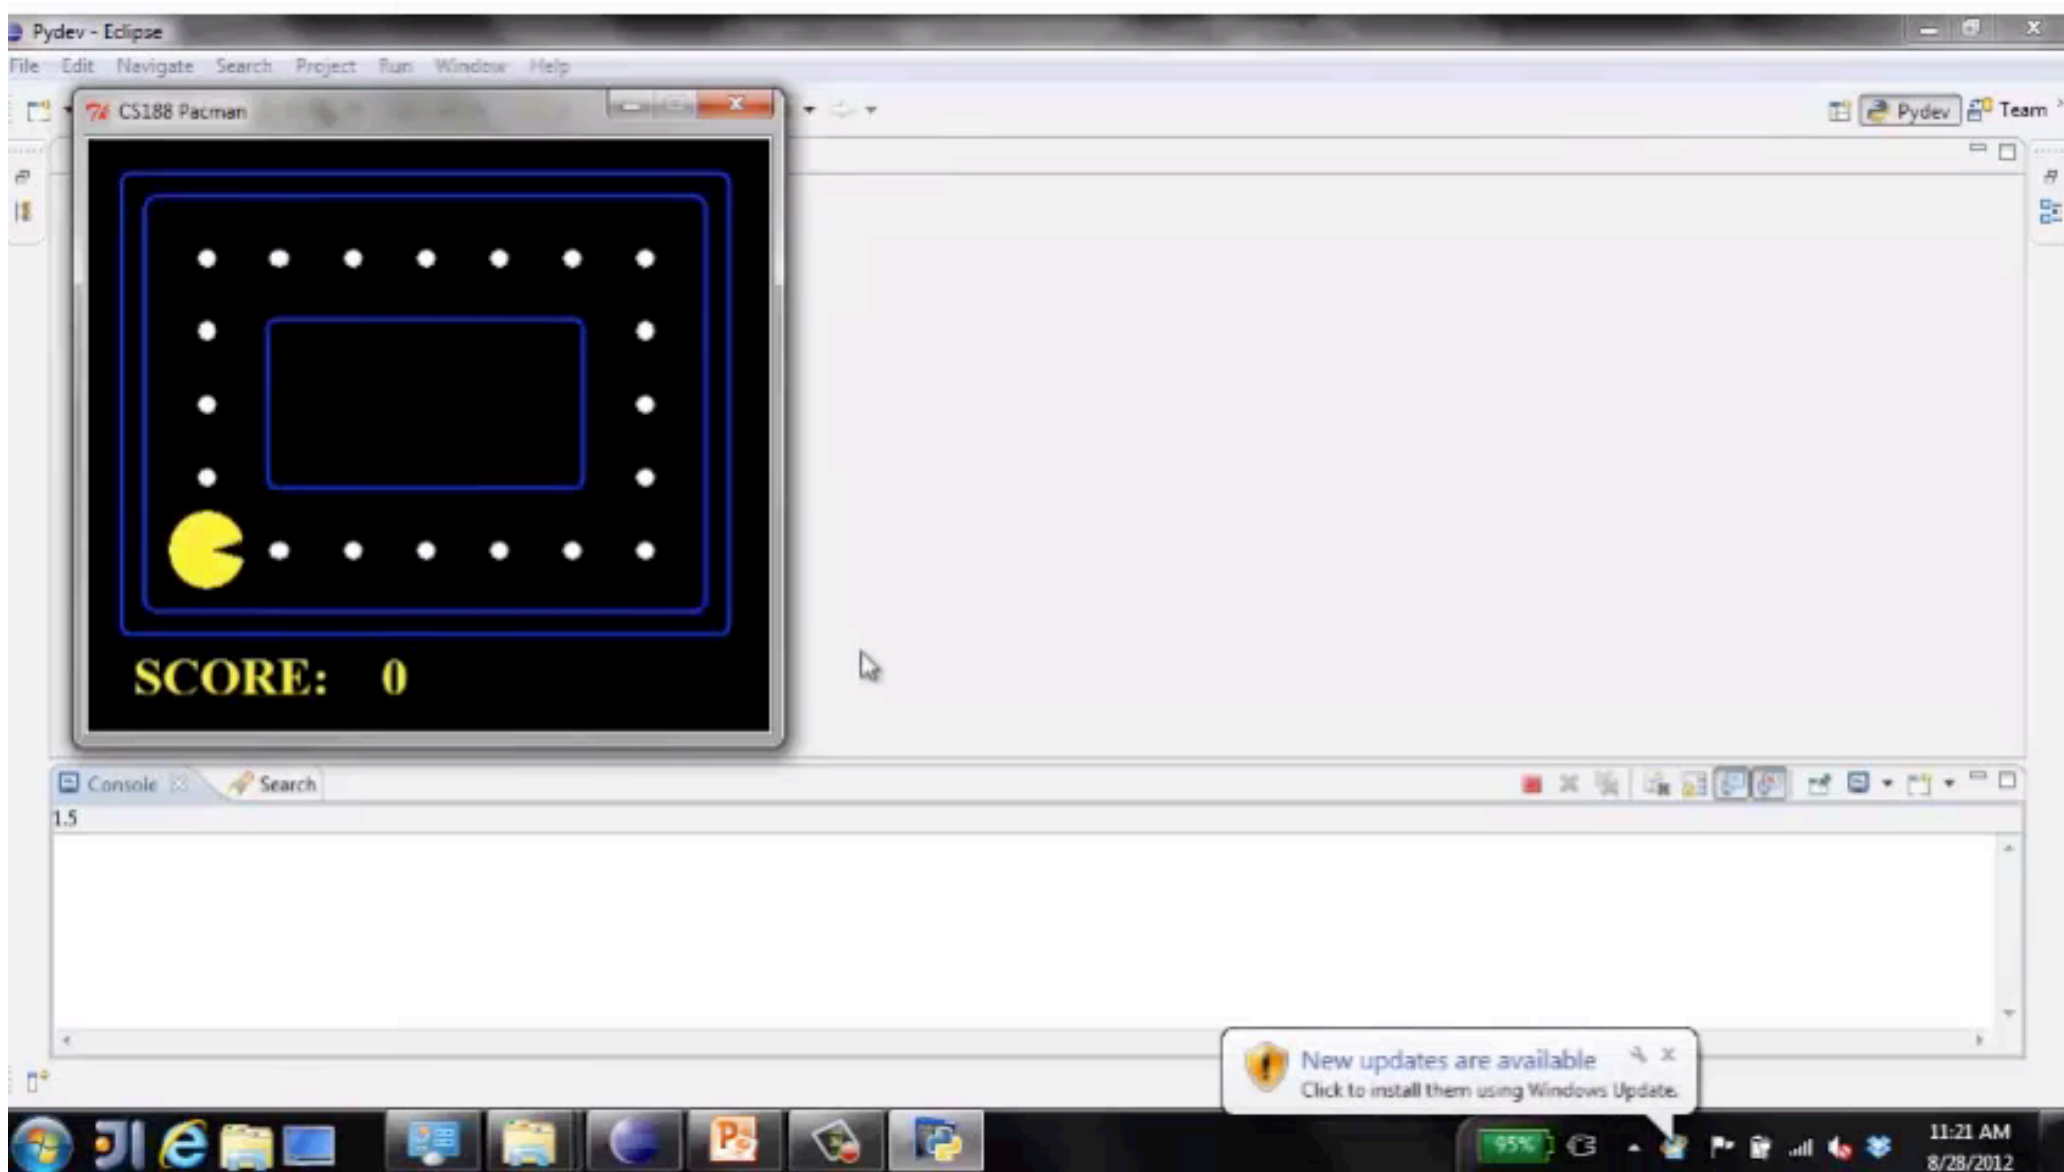 Pydev - Eclipse
File Edit Navigate Search Project Run Window Help
CS188 Pacman
Pydev Team
SCORE: 0
Console Search
1.5
New updates are available
Click to install them using Windows Update.
95%
11:21 AM
8/28/2012